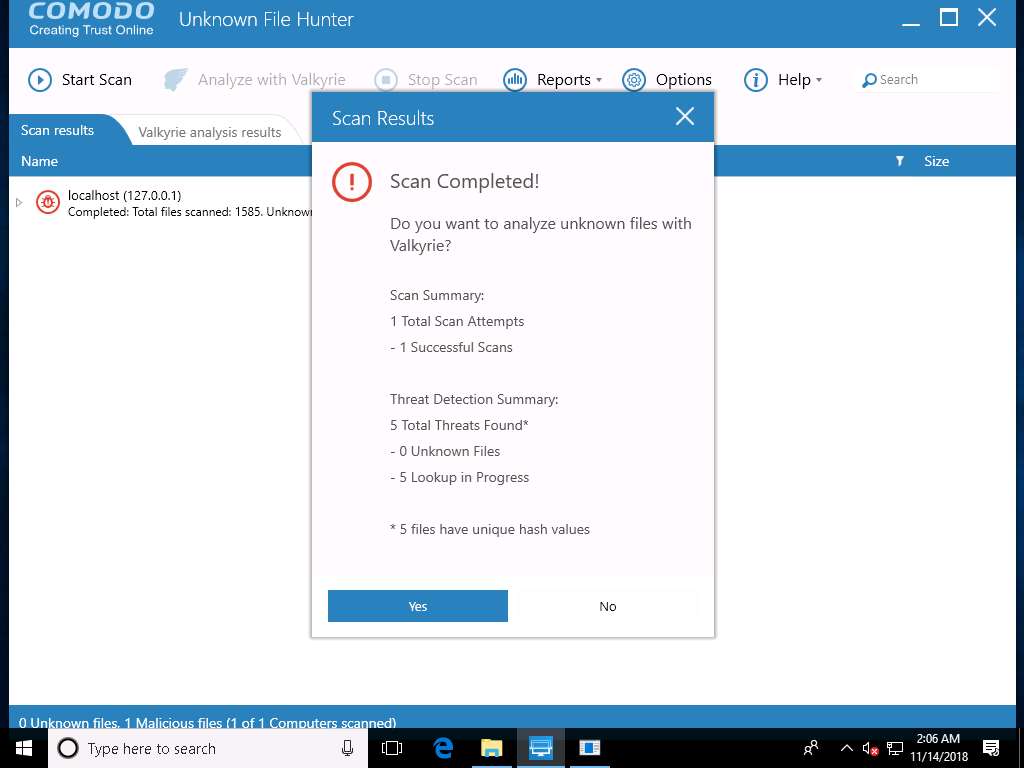 COMODO
Creating Trust Online
Unknown File Hunter
Start Scan
Analyze with Valkyrie
Stop Scan
Reports
Options
Help
Search
Scan results
Valkyrie analysis results
Name
Size
localhost (127.0.0.1)
Completed: Total files scanned: 1585. Unknown
Scan Results
Scan Completed!
Do you want to analyze unknown files with
Valkyrie?
Scan Summary:
1 Total Scan Attempts
- 1 Successful Scans
Threat Detection Summary:
5 Total Threats Found*
- 0 Unknown Files
- 5 Lookup in Progress
* 5 files have unique hash values
Yes
No
0 Unknown files, 1 Malicious files (1 of 1 Computers scanned)
Type here to search
2:06 AM
11/14/2018